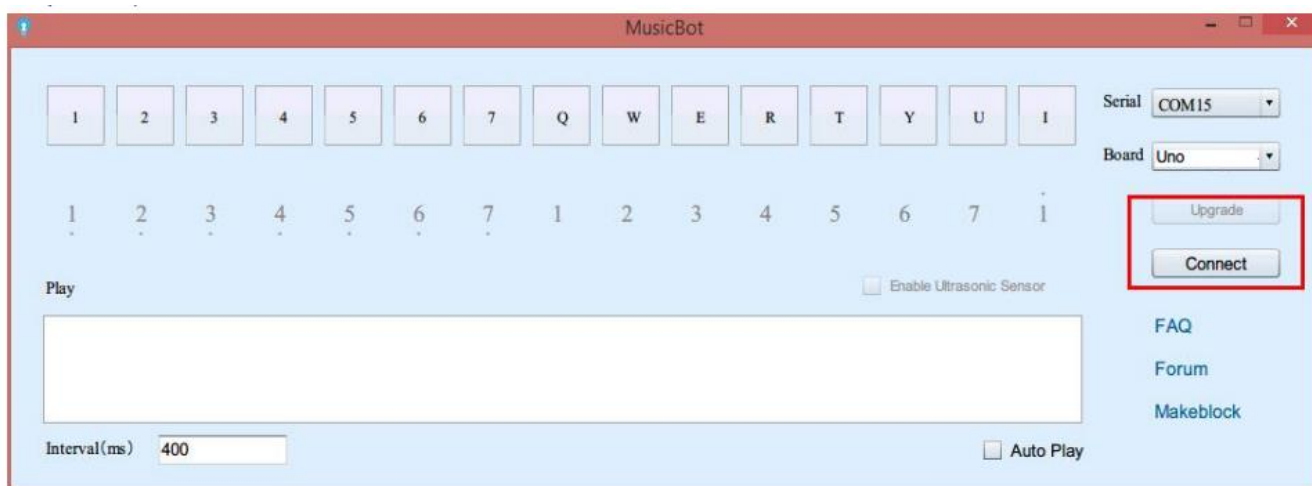 MusicBot
1 2 3 4 5 6 7 Q W E R T Y U I
Serial COM15
Board Uno
1 2 3 4 5 6 7 1 2 3 4 5 6 7 1
Upgrade
Connect
Play
Enable Ultrasonic Sensor
FAQ
Forum
Makeblock
Interval(ms) 400
Auto Play